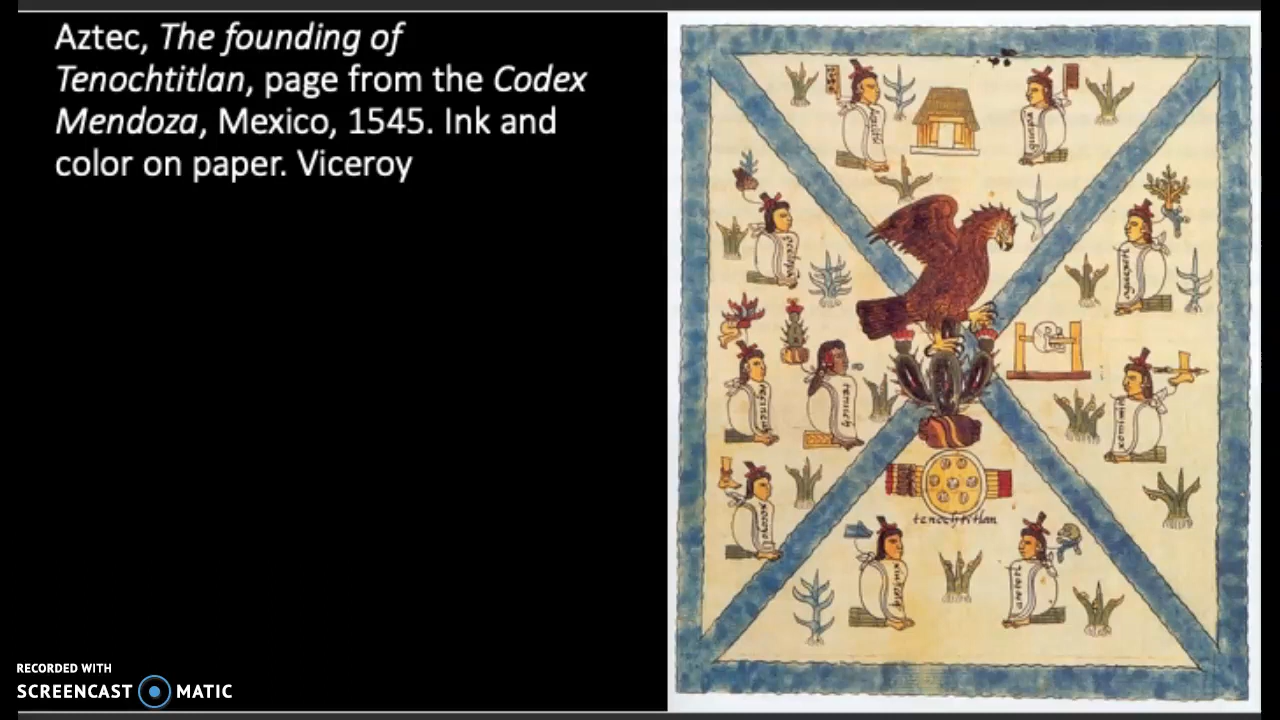 Aztec, The founding of
Tenochtitlan, page from the Codex
Mendoza, Mexico, 1545. Ink and
color on paper. Viceroy
tenochtitlan
RECORDED WITH
SCREENCAST MATIC